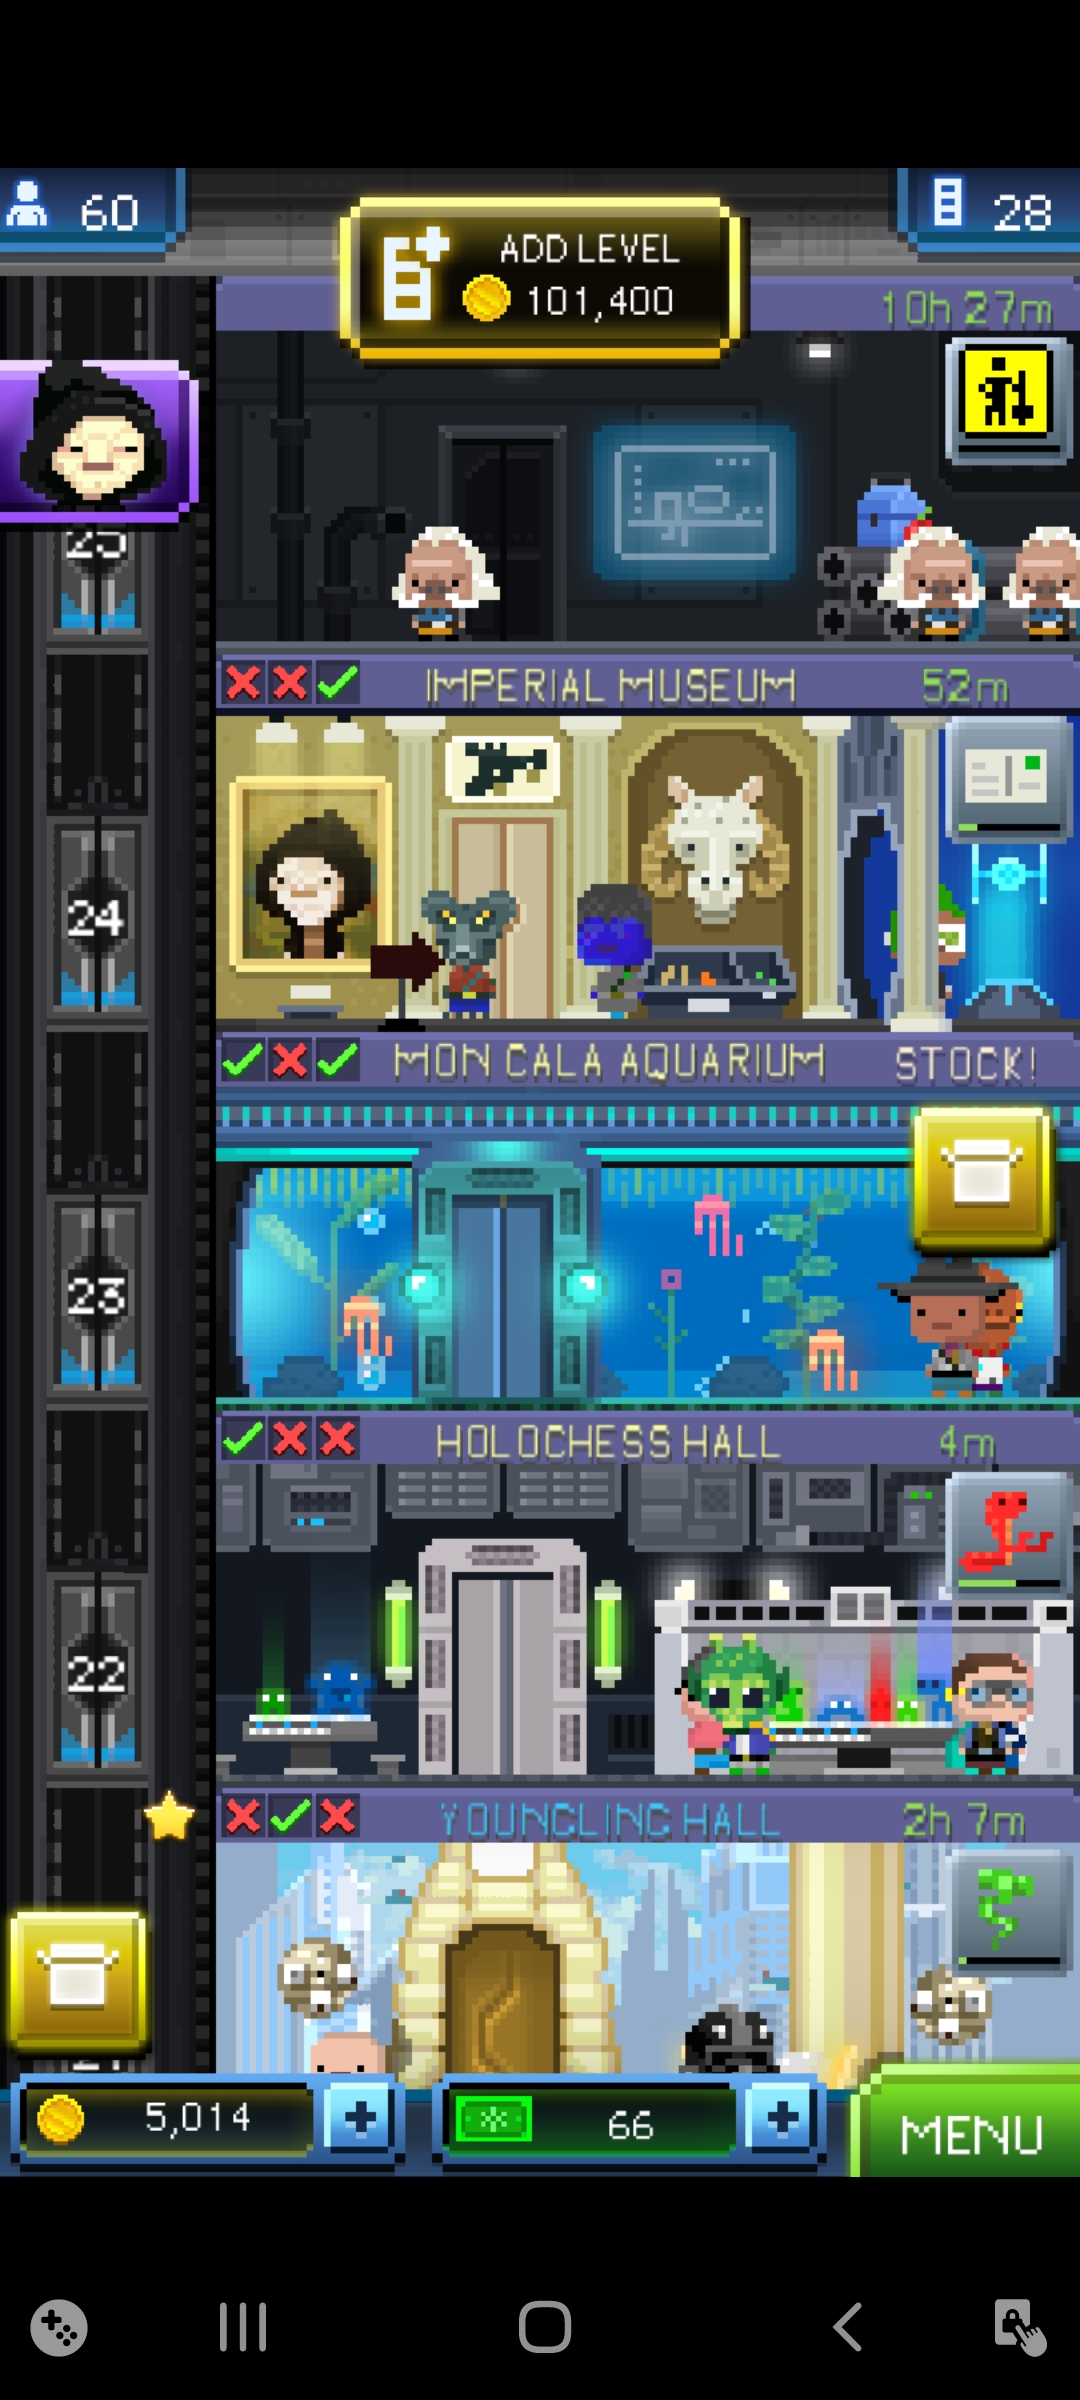 60
28
ADD LEVEL
101,400
10h 27m
25
IMPERIAL MUSEUM
52m
24
MON CALA AQUARIUM
STOCK!
23
HOLOCHESS HALL
4m
22
YOUNGLING HALL
2h 7m
21
5,014
66
MENU